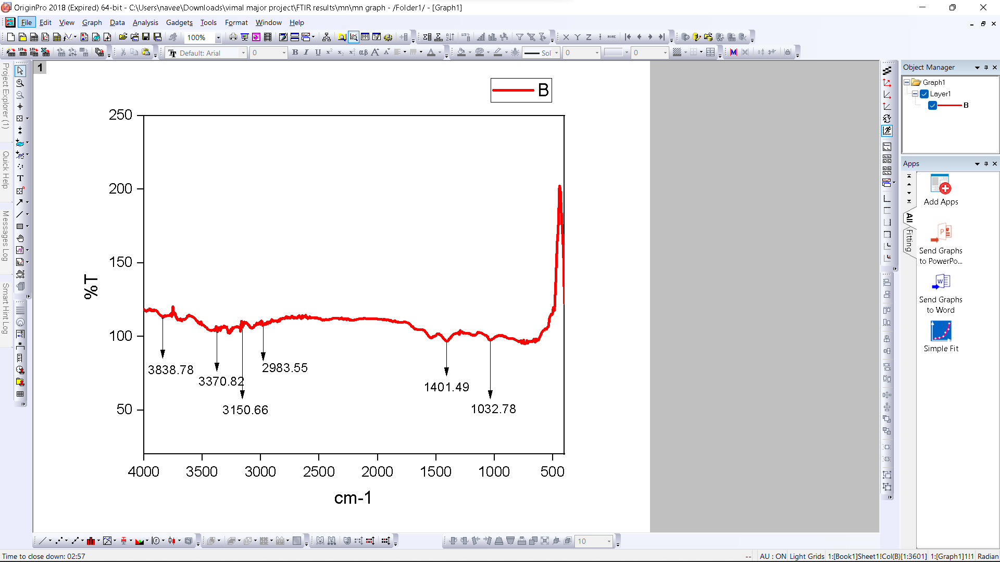 OriginPro 2018 (Expired) 64-bit - C:\Users\navee\Downloads\vimal major project\FTIR results\mn\mn graph - /Folder1/ - [Graph1]
File Edit View Graph Data Analysis Gadgets Tools Format Window Help
100%
Default: Arial 0 B I U αβ A A A Sol 0 0
Project Explorer (1)
Quick Help
Messages Log
Smart Hint Log
1
B
250
200
150
100
50
%T
3838.78
3370.82
3150.66
2983.55
1401.49
1032.78
4000 3500 3000 2500 2000 1500 1000 500
cm-1
Object Manager
Graph1
Layer1
B
Apps
All
Fitting
Add Apps
Send Graphs
to PowerPo...
Send Graphs
to Word
Simple Fit
10
Time to close down: 02:57
-- AU : ON Light Grids 1:[Book1]Sheet1!Col(B)[1:3601] 1:[Graph1]1!1 Radian